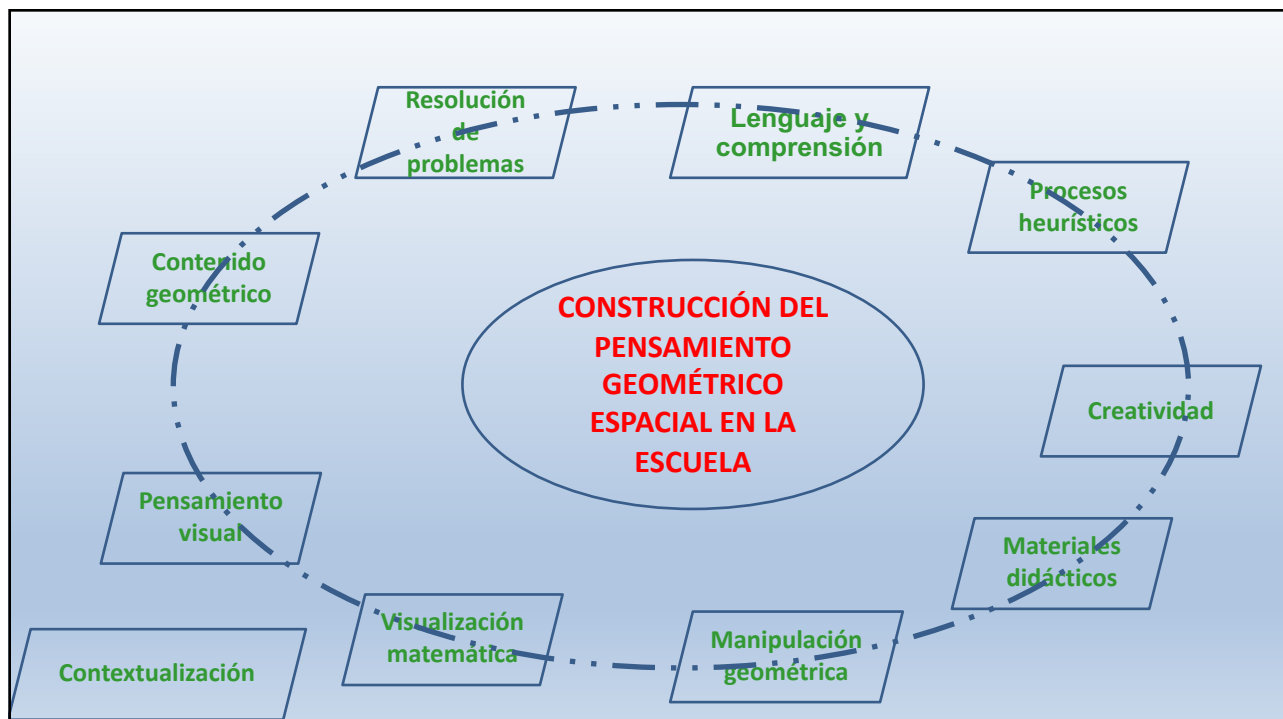 Resolución
de
problemas
Lenguaje y
comprensión
Procesos
heurísticos
Contenido
geométrico
CONSTRUCCIÓN DEL
PENSAMIENTO
GEOMÉTRICO
ESPACIAL EN LA
ESCUELA
Creatividad
Pensamiento
visual
Materiales
didácticos
Visualización
matemática
Manipulación
geométrica
Contextualización